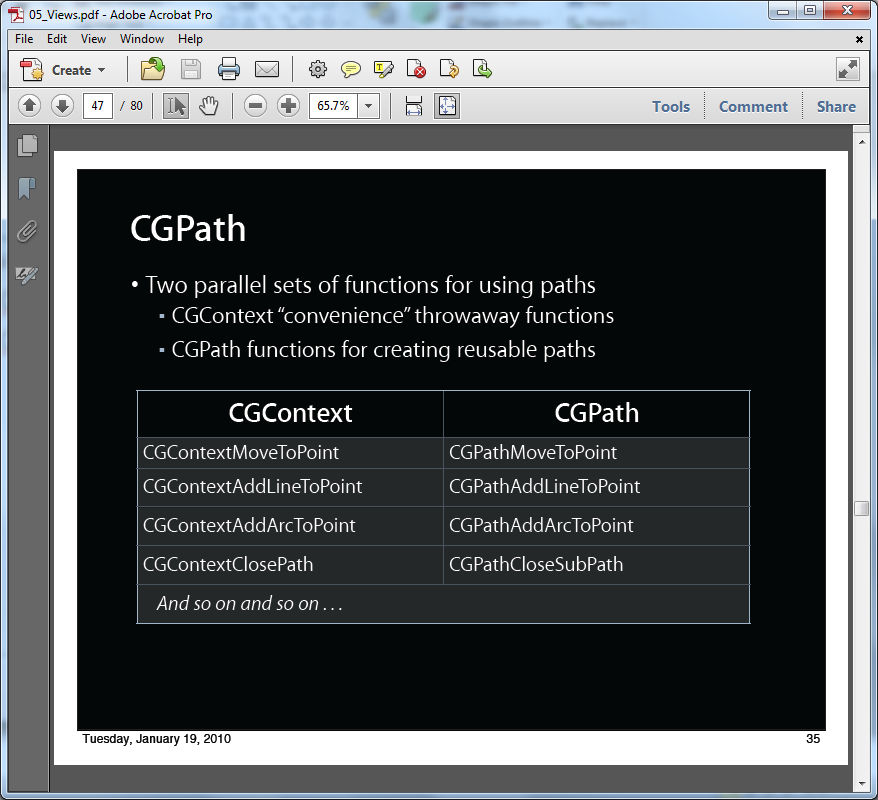 05_Views.pdf - Adobe Acrobat Pro
File Edit View Window Help
Create
47 / 80 65.7% Tools Comment Share
CGPath
• Two parallel sets of functions for using paths
▪ CGContext “convenience” throwaway functions
▪ CGPath functions for creating reusable paths
CGContext CGPath
CGContextMoveToPoint CGPathMoveToPoint
CGContextAddLineToPoint CGPathAddLineToPoint
CGContextAddArcToPoint CGPathAddArcToPoint
CGContextClosePath CGPathCloseSubPath
And so on and so on . . .
Tuesday, January 19, 2010 35